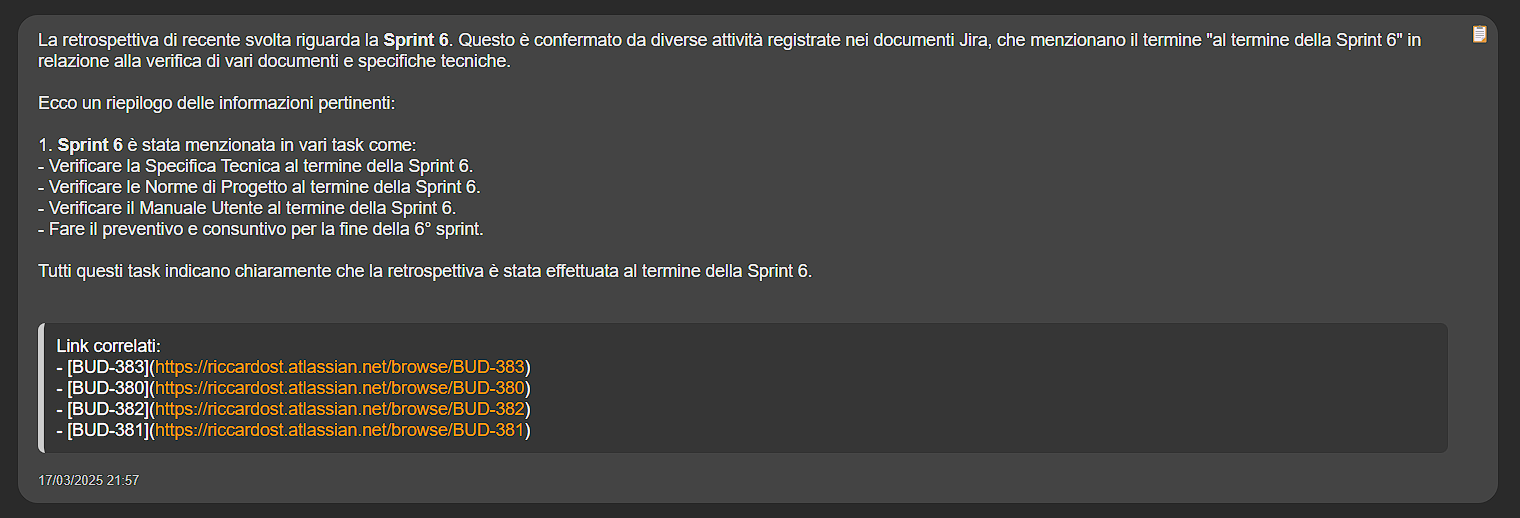 La retrospettiva di recente svolta riguarda la Sprint 6. Questo è confermato da diverse attività registrate nei documenti Jira, che menzionano il termine "al termine della Sprint 6" in
relazione alla verifica di vari documenti e specifiche tecniche.
Ecco un riepilogo delle informazioni pertinenti:
1. Sprint 6 è stata menzionata in vari task come:
- Verificare la Specifica Tecnica al termine della Sprint 6.
- Verificare le Norme di Progetto al termine della Sprint 6.
- Verificare il Manuale Utente al termine della Sprint 6.
- Fare il preventivo e consuntivo per la fine della 6° sprint.
Tutti questi task indicano chiaramente che la retrospettiva è stata effettuata al termine della Sprint 6.
Link correlati:
- [BUD-383](https://riccardost.atlassian.net/browse/BUD-383)
- [BUD-380](https://riccardost.atlassian.net/browse/BUD-380)
- [BUD-382](https://riccardost.atlassian.net/browse/BUD-382)
- [BUD-381](https://riccardost.atlassian.net/browse/BUD-381)
17/03/2025 21:57